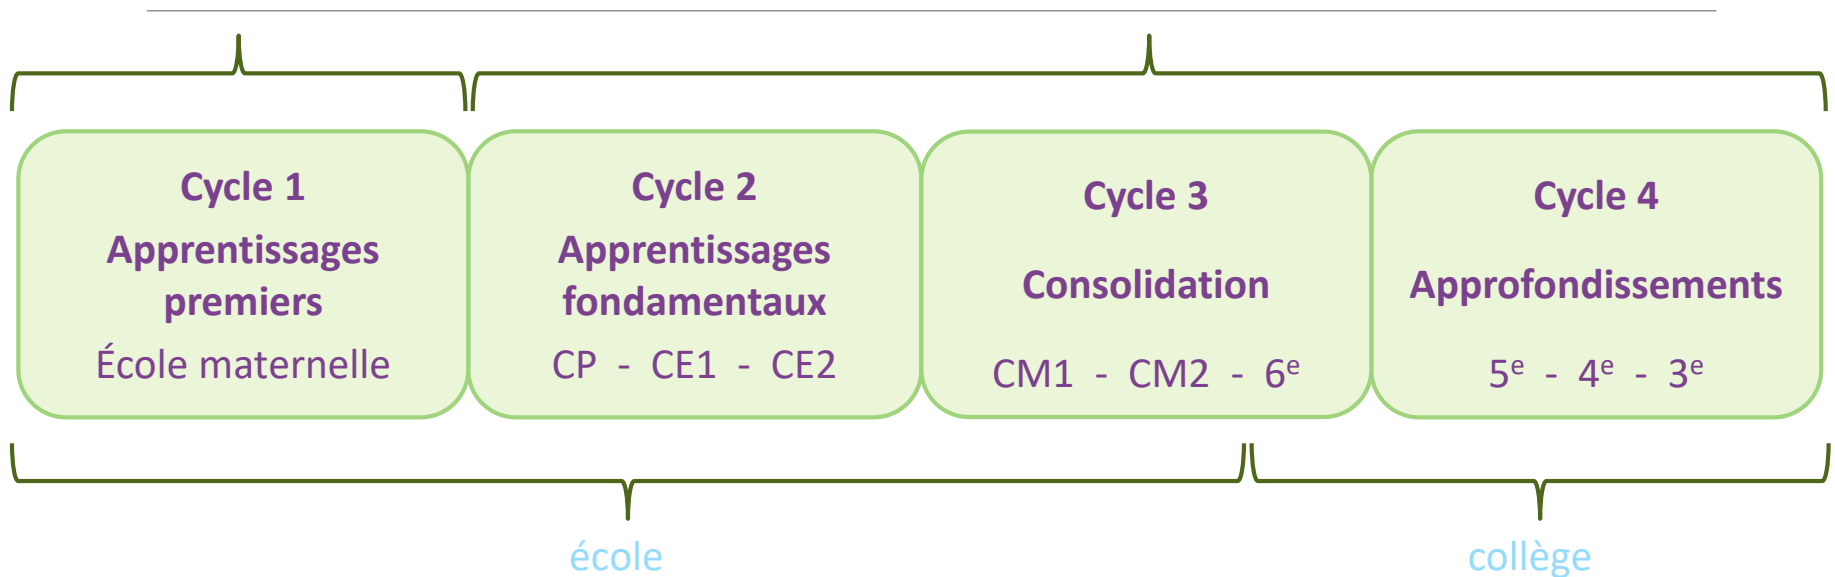 Cycle 1
Apprentissages
premiers
École maternelle
Cycle 2
Apprentissages
fondamentaux
CP - CE1 - CE2
Cycle 3
Consolidation
CM1 - CM2 - 6e
Cycle 4
Approfondissements
5e - 4e - 3e
école
collège